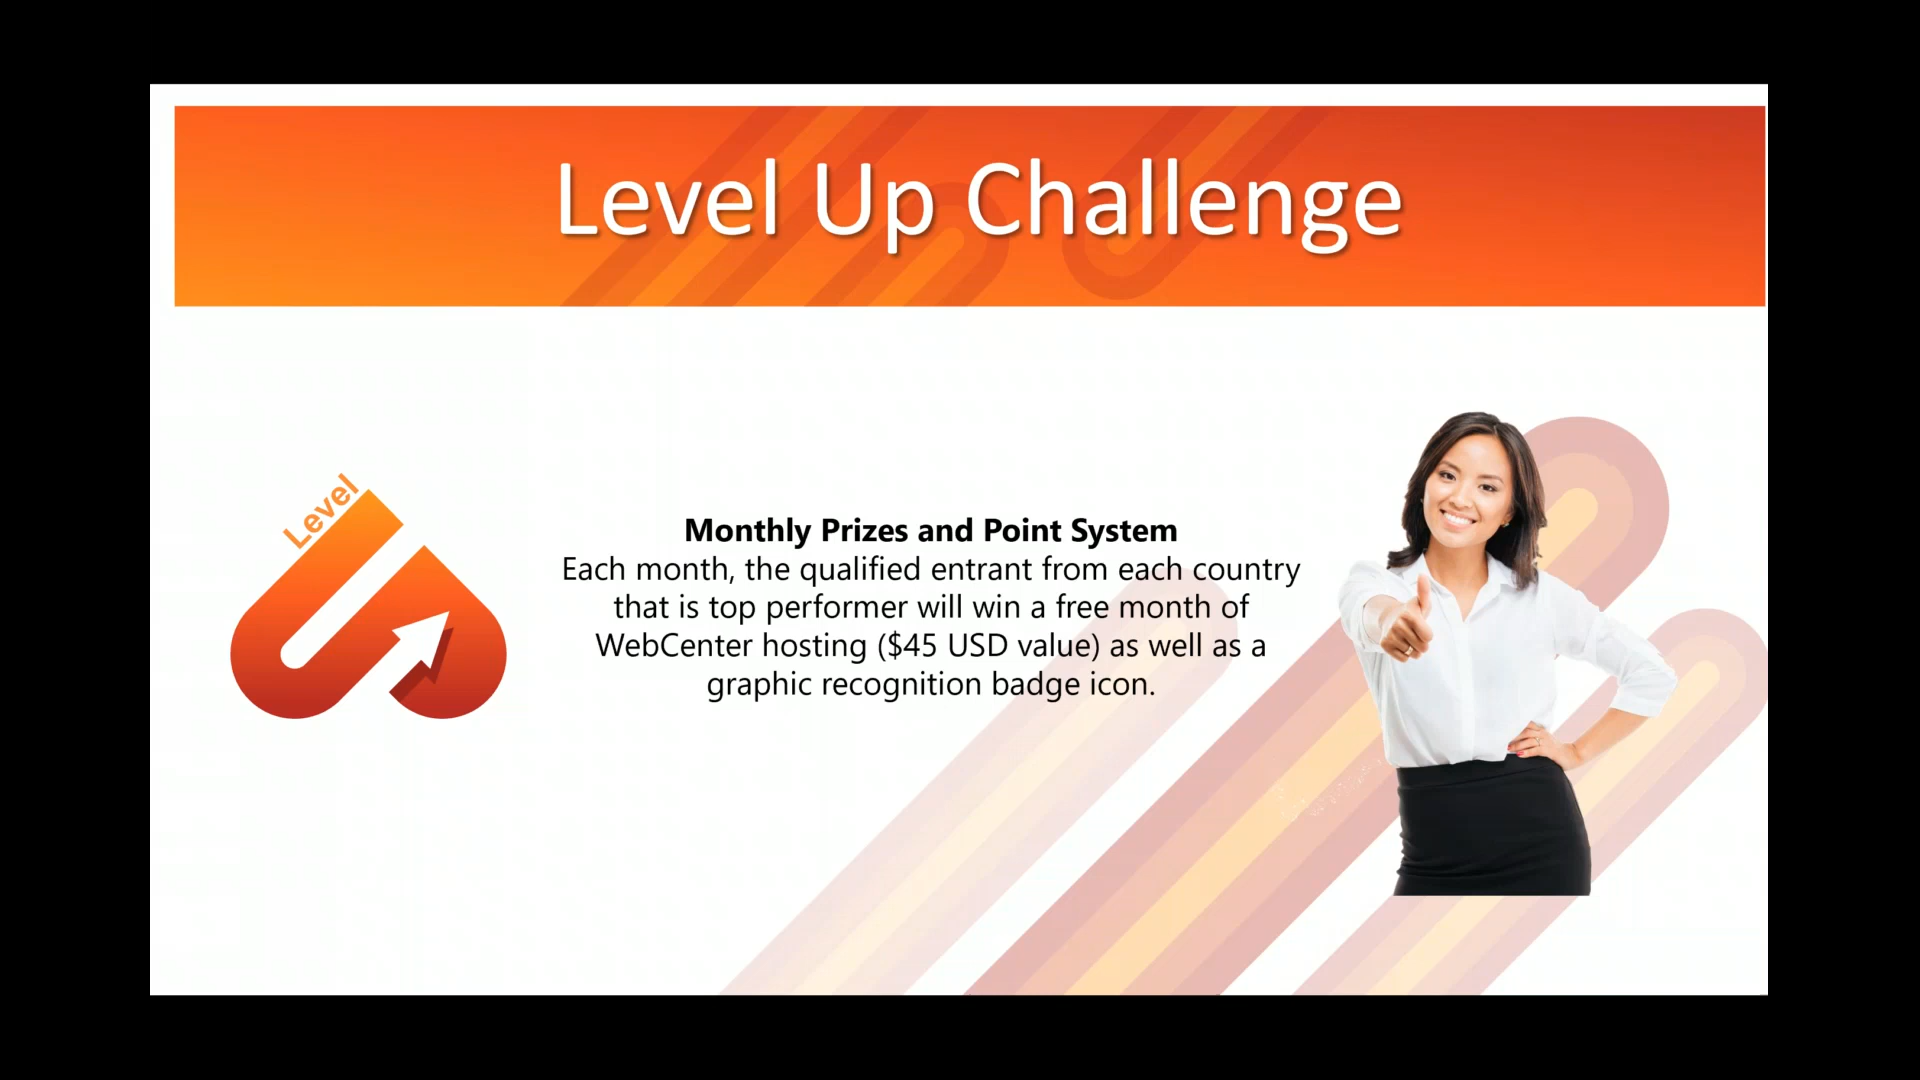 Level Up Challenge
Level
Monthly Prizes and Point System
Each month, the qualified entrant from each country
that is top performer will win a free month of
WebCenter hosting ($45 USD value) as well as a
graphic recognition badge icon.